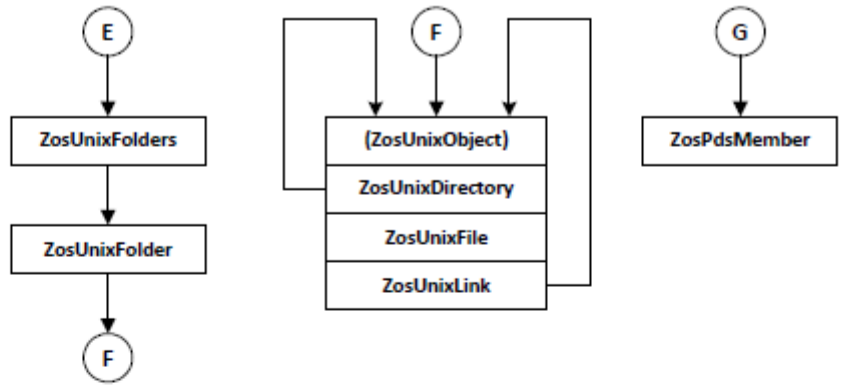 E
F
G
ZosUnixFolders
(ZosUnixObject)
ZosPdsMember
ZosUnixDirectory
ZosUnixFolder
ZosUnixFile
ZosUnixLink
F